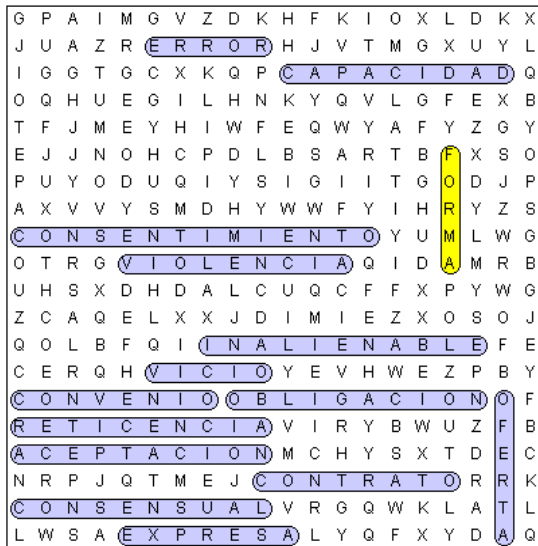 G P A I M G V Z D K H F K I O X L D K X
J U A Z R E R R O R H J V T M G X U Y L
I G G T G C X K Q P C A P A C I D A D Q
O Q H U E G I L H N K Y Q V L G F E X B
T F J M E Y H I W F E Q W Y A F Y Z G Y
E J J N O H C P D L B S A R T B F X S O
P U Y O D U Q I Y S I G I I T G O D J P
A X V V Y S M D H Y W W F Y I H R Y Z S
C O N S E N T I M I E N T O Y U M L W G
O T R G V I O L E N C I A Q I D A M R B
U H S X D H D A L C U Q C F F X P Y W G
Z C A Q E L X X J D I M I E Z X O S O J
Q O L B F Q I I N A L I E N A B L E F E
C E R Q H V I C I O Y E V H W E Z P B Y
C O N V E N I O O B L I G A C I O N O F
R E T I C E N C I A V I R Y B W U Z F B
A C E P T A C I O N M C H Y S X T D E C
N R P J Q T M E J C O N T R A T O R R K
C O N S E N S U A L V R G Q W K L A T L
L W S A E X P R E S A L Y Q F X Y D A Q